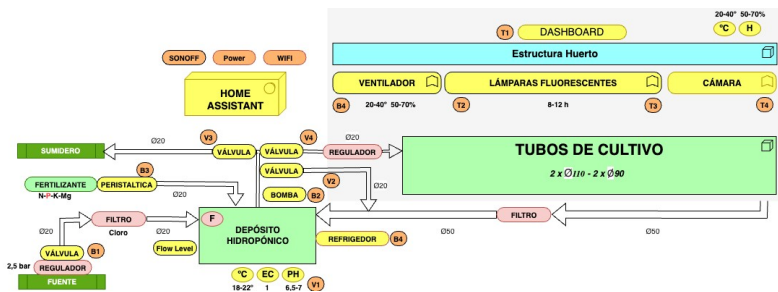 20-40° 50-70%
T1 DASHBOARD
°C H
SONOFF Power WIFI
Estructura Huerto
HOME
ASSISTANT
VENTILADOR LÁMPARAS FLUORESCENTES CÁMARA
B4 20-40° 50-70% T2 8-12 h T3 T4
Ø20 V3 V4 Ø20
SUMIDERO VÁLVULA VÁLVULA REGULADOR
TUBOS DE CULTIVO
2 x Ø110 - 2 x Ø90
B3 VÁLVULA
V2
FERTILIZANTE PERISTALTICA Ø20
N-P-K-Mg Ø20 BOMBA B2
FILTRO F FILTRO
Ø20 Cloro Ø20 Ø50 Ø50
DEPÓSITO
HIDROPÓNICO
VÁLVULA B1 Flow Level REFRIGEDOR B4
2,5 bar REGULADOR
FUENTE
°C EC PH
18-22° 1 6,5-7 V1